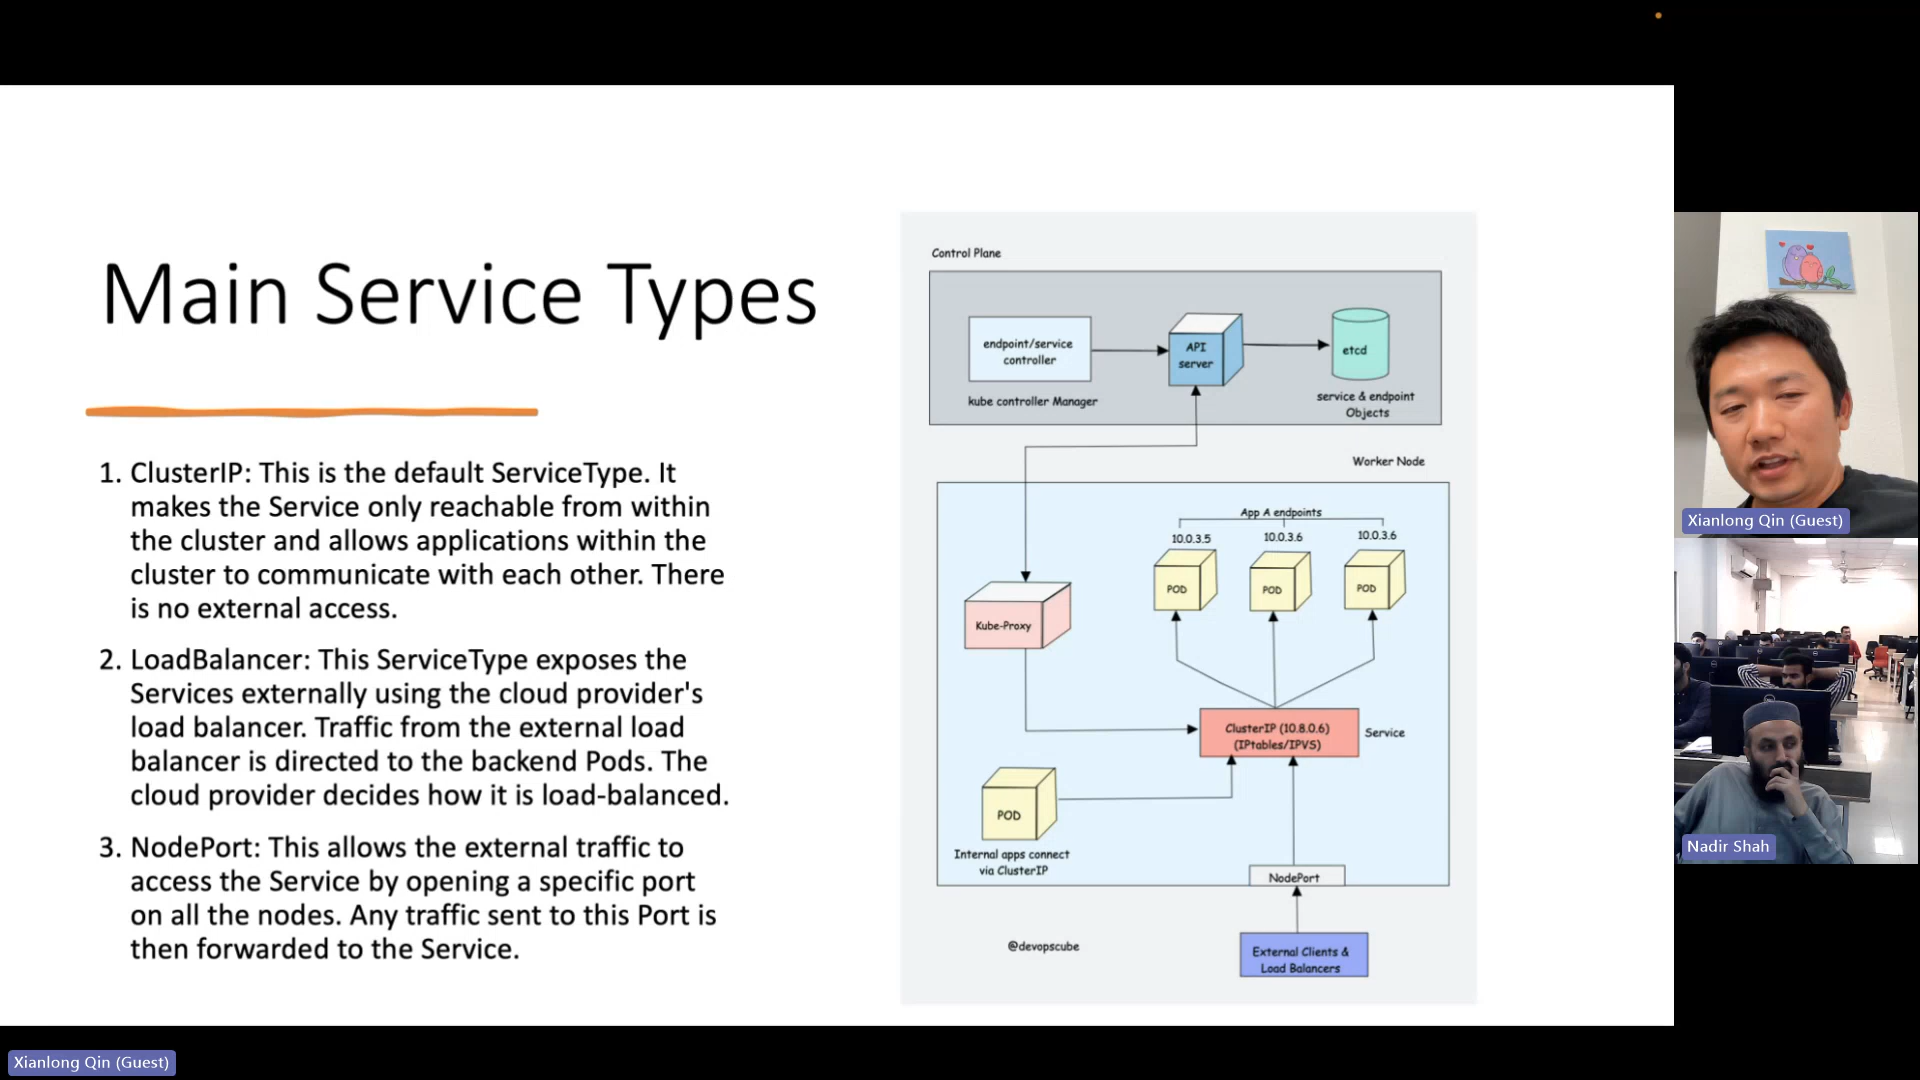 Main Service Types
1. ClusterIP: This is the default ServiceType. It
makes the Service only reachable from within
the cluster and allows applications within the
cluster to communicate with each other. There
is no external access.
2. LoadBalancer: This ServiceType exposes the
Services externally using the cloud provider's
load balancer. Traffic from the external load
balancer is directed to the backend Pods. The
cloud provider decides how it is load-balanced.
3. NodePort: This allows the external traffic to
access the Service by opening a specific port
on all the nodes. Any traffic sent to this Port is
then forwarded to the Service.
Control Plane
endpoint/service
controller
API
server
etcd
kube controller Manager
service & endpoint
Objects
Worker Node
App A endpoints
10.0.3.5
10.0.3.6
10.0.3.6
POD
POD
POD
Kube-Proxy
ClusterIP (10.8.0.6)
(IPtables/IPVS)
Service
POD
Internal apps connect
via ClusterIP
NodePort
@devopscube
External Clients &
Load Balancers
Xianlong Qin (Guest)
Nadir Shah
Xianlong Qin (Guest)